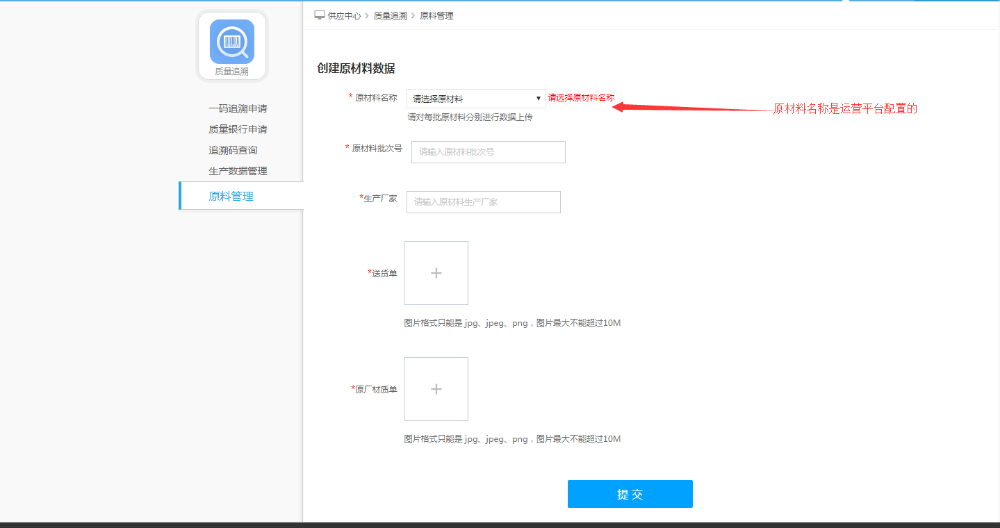 供应中心 > 质量追溯 > 原料管理
质量追溯
一码追溯申请
质量银行申请
追溯码查询
生产数据管理
原料管理
创建原材料数据
* 原材料名称 请选择原材料 请选择原材料名称
原材料名称是运营平台配置的
请对每批原材料分别进行数据上传
* 原材料批次号 请输入原材料批次号
*生产厂家 请输入原材料生产厂家
*送货单
图片格式只能是 jpg、jpeg、png，图片最大不能超过10M
*原厂材质单
图片格式只能是 jpg、jpeg、png，图片最大不能超过10M
提 交